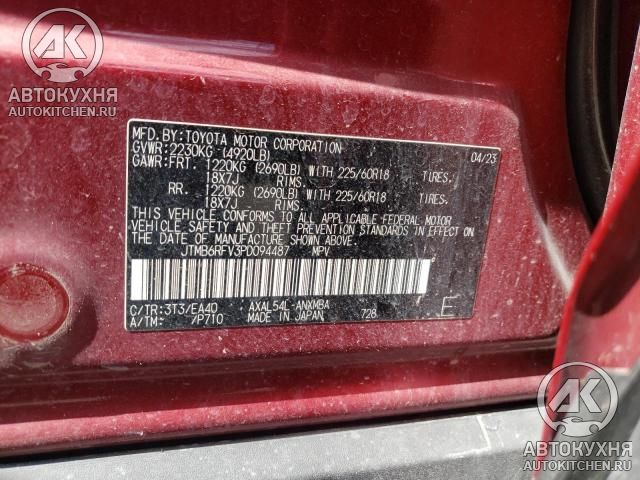 AK
АВТОКУХНЯ
AUTOKITCHEN.RU
MFD.BY:TOYOTA MOTOR CORPORATION 04/23
GVWR:2230KG (4920LB)
GAWR:FRT. 1220KG (2690LB) WITH 225/60R18 TIRES.
18X7J RIMS.
RR. 1220KG (2690LB) WITH 225/60R18 TIRES.
18X7J RIMS.
THIS VEHICLE CONFORMS TO ALL APPLICABLE FEDERAL MOTOR
VEHICLE SAFETY AND THEFT PREVENTION STANDARDS IN EFFECT
ON THE DATE OF MANUFACTURE SHOWN ABOVE.
JTMB6RFV3PD094487 MPV
C/TR:3T3/EA40 AXAL54L-ANXMBA
A/TM: -/P710 MADE IN JAPAN 728 E
AK
АВТОКУХНЯ
AUTOKITCHEN.RU